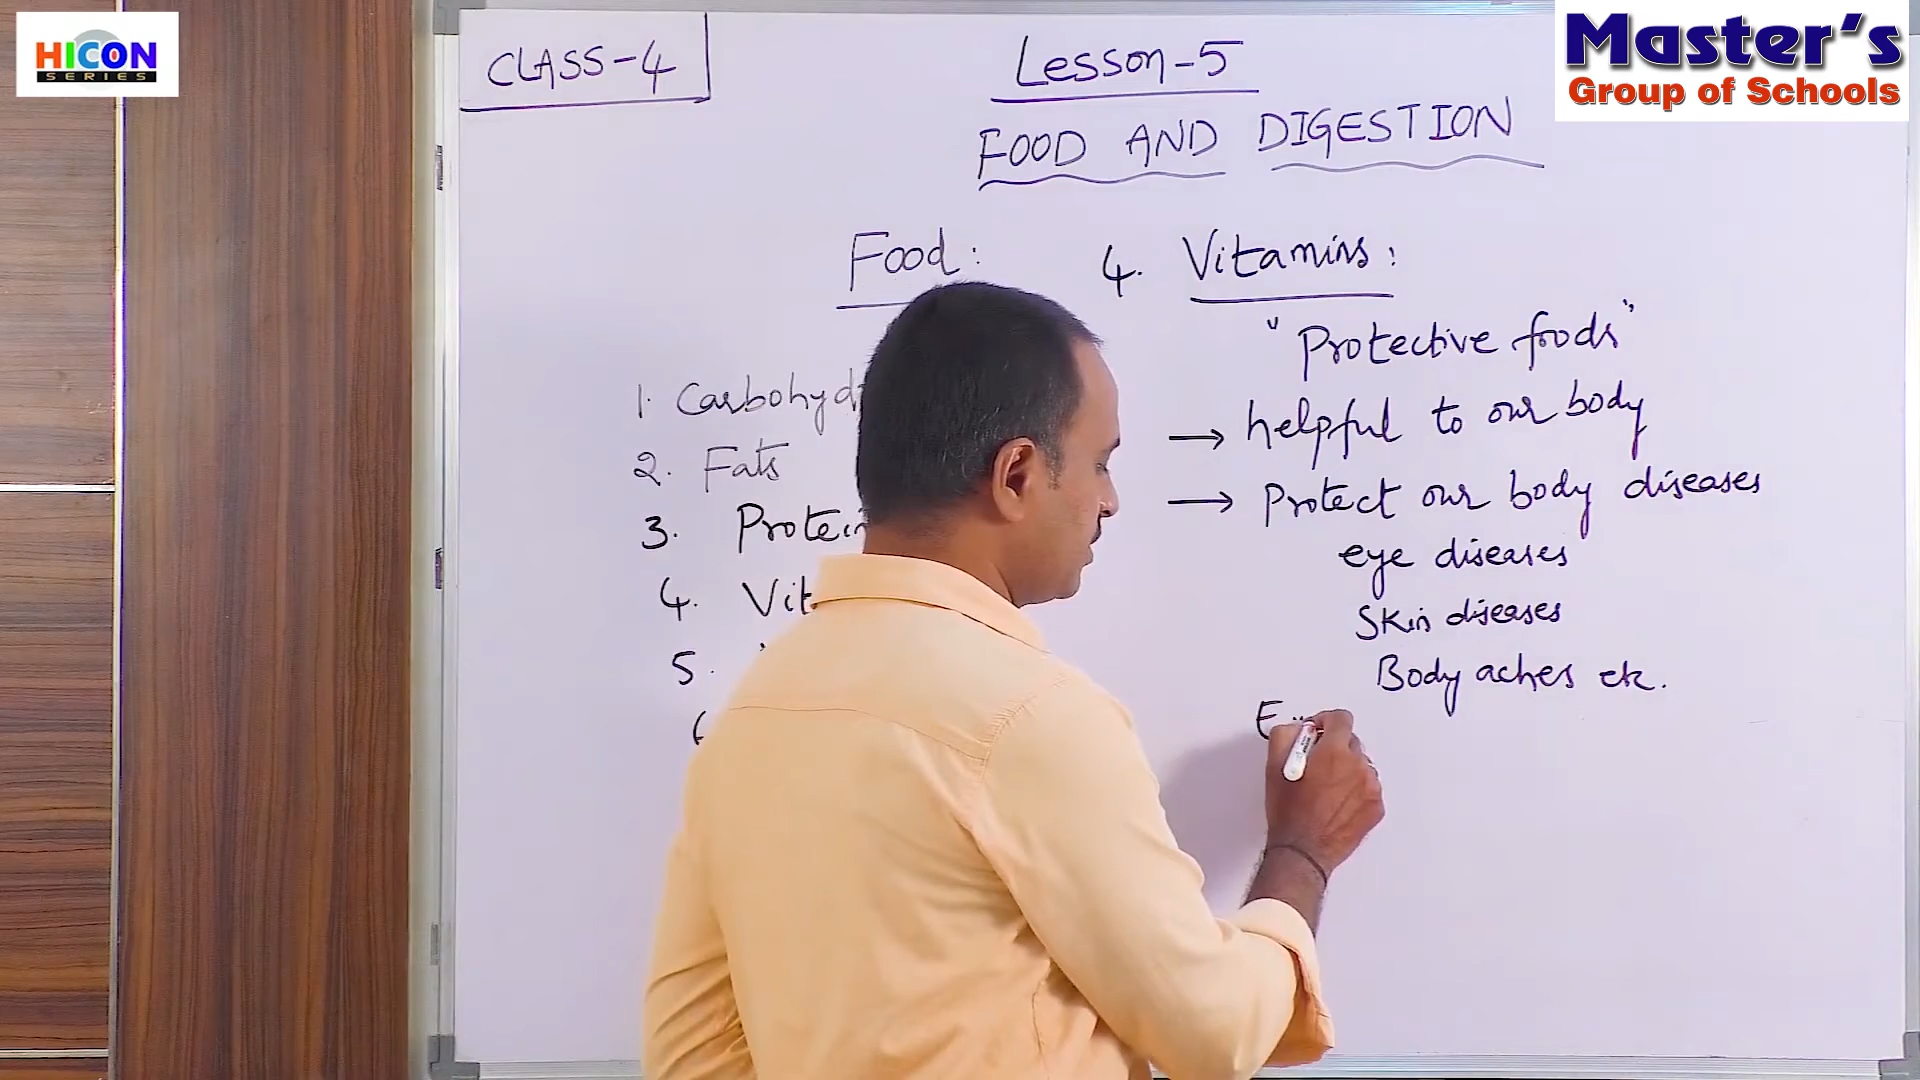 HICON
SERIES
Master's
Group of Schools
CLASS-4
Lesson-5
FOOD AND DIGESTION
Food:
1. Carbohyd
2. Fats
3. Protein
4. Vit
5.
4. Vitamins:
"Protective foods"
→ helpful to our body
→ Protect our body diseases
eye diseases
Skin diseases
Body aches etc.